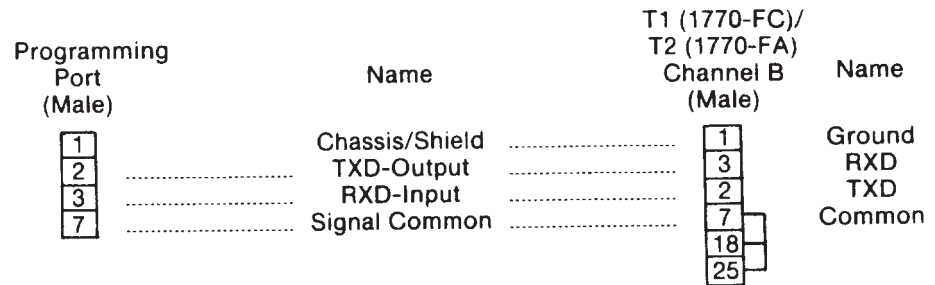 T1 (1770-FC)/
Programming T2 (1770-FA)
Port Name Channel B Name
(Male) (Male)
1 Chassis/Shield 1 Ground
2 TXD-Output 3 RXD
3 RXD-Input 2 TXD
7 Signal Common 7 Common
18
25